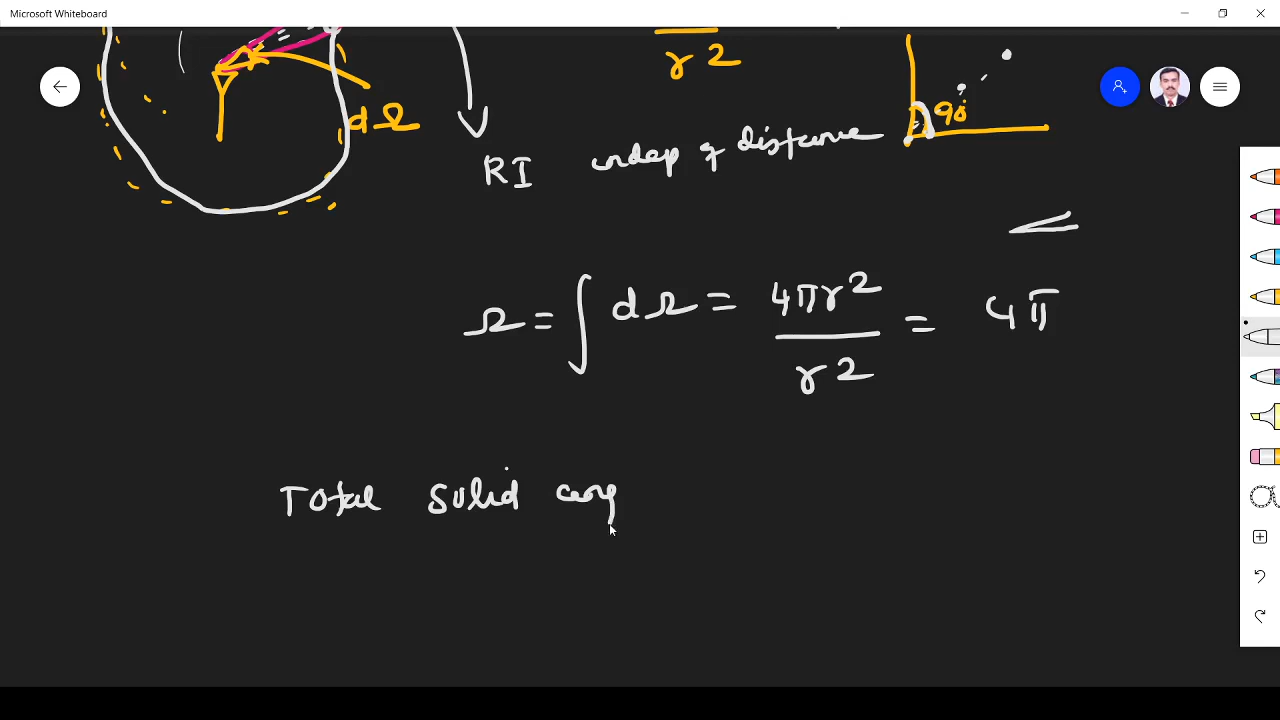 Microsoft Whiteboard
r2
dΩ
90°
RI indep of distance
Ω = ∫ dΩ = 4πr2 / r2 = 4π
Total Solid ang